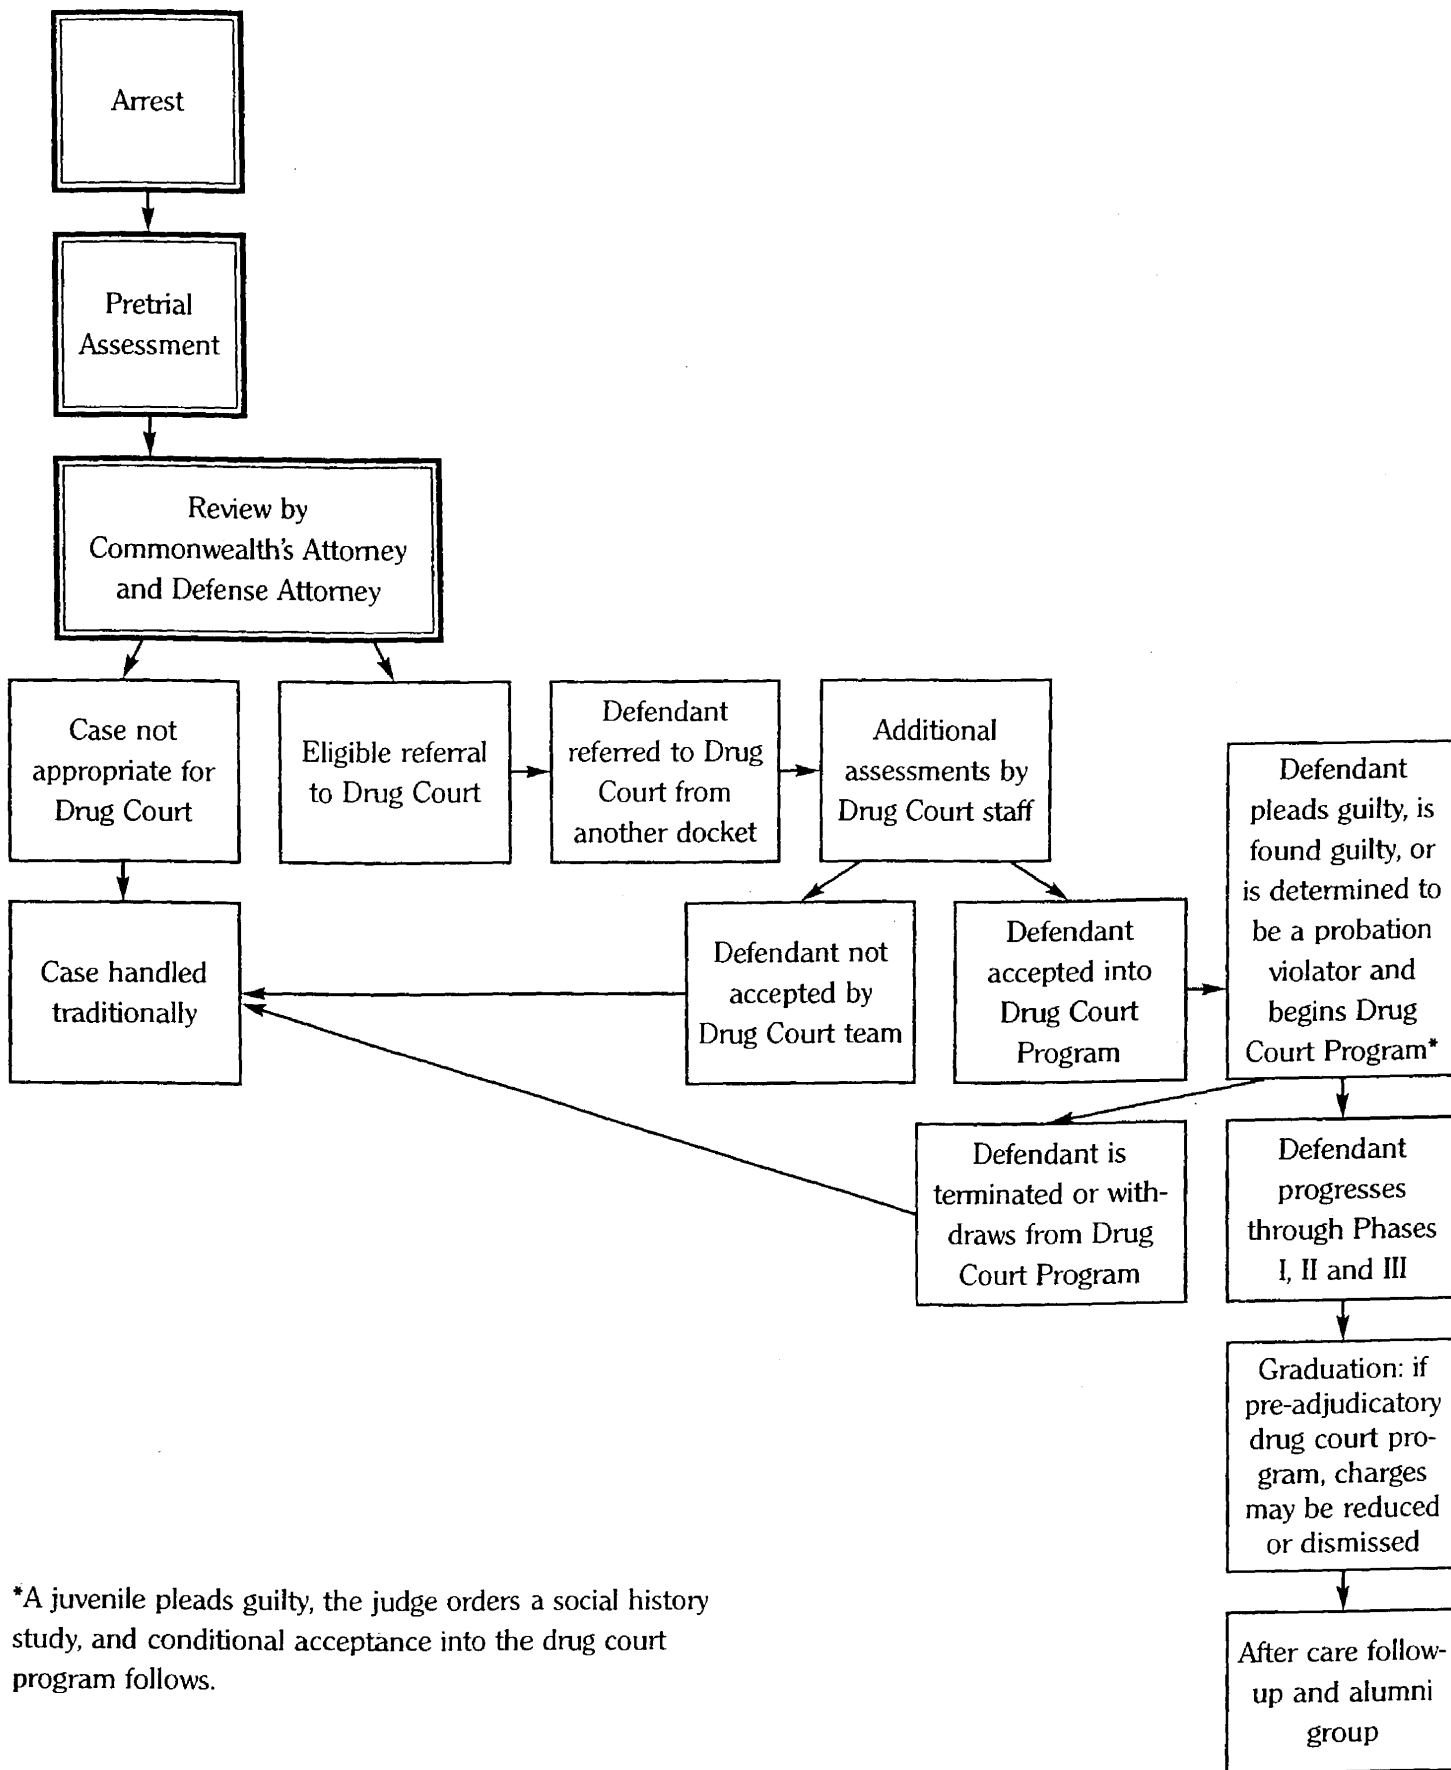 Arrest
Pretrial
Assessment
Review by
Commonwealth's Attorney
and Defense Attorney
Case not
appropriate for
Drug Court
Eligible referral
to Drug Court
Defendant
referred to Drug
Court from
another docket
Additional
assessments by
Drug Court staff
Defendant
pleads guilty, is
found guilty, or
is determined to
be a probation
violator and
begins Drug
Court Program*
Case handled
traditionally
Defendant not
accepted by
Drug Court team
Defendant
accepted into
Drug Court
Program
Defendant is
terminated or with-
draws from Drug
Court Program
Defendant
progresses
through Phases
I, II and III
Graduation: if
pre-adjudicatory
drug court pro-
gram, charges
may be reduced
or dismissed
After care follow-
up and alumni
group
*A juvenile pleads guilty, the judge orders a social history
study, and conditional acceptance into the drug court
program follows.